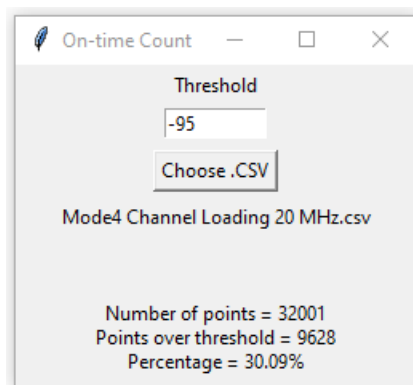 On-time Count
Threshold
-95
Choose .CSV
Mode4 Channel Loading 20 MHz.csv
Number of points = 32001
Points over threshold = 9628
Percentage = 30.09%